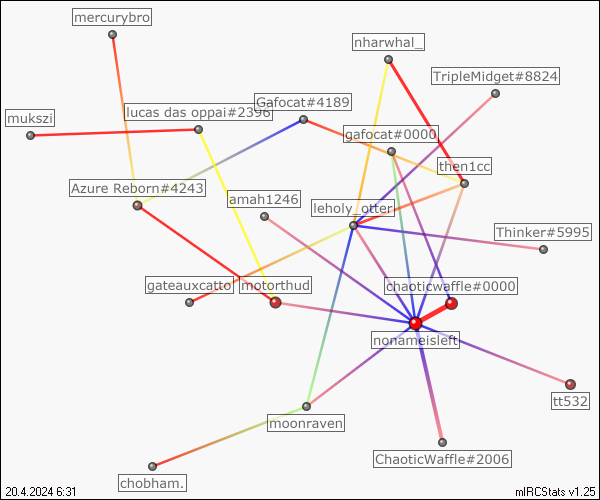 mercurybro
nharwhal_
TripleMidget#8824
Gafocat#4189
lucas das oppai#2396
mukszi
gafocat#0000
then1cc
Azure Reborn#4243
amah1246
leholy_otter
Thinker#5995
gateauxcatto
motorthud
chaoticwaffle#0000
nonameisleft
tt532
moonraven
ChaoticWaffle#2006
chobham.
20.4.2024 6:31
mIRCStats v1.25